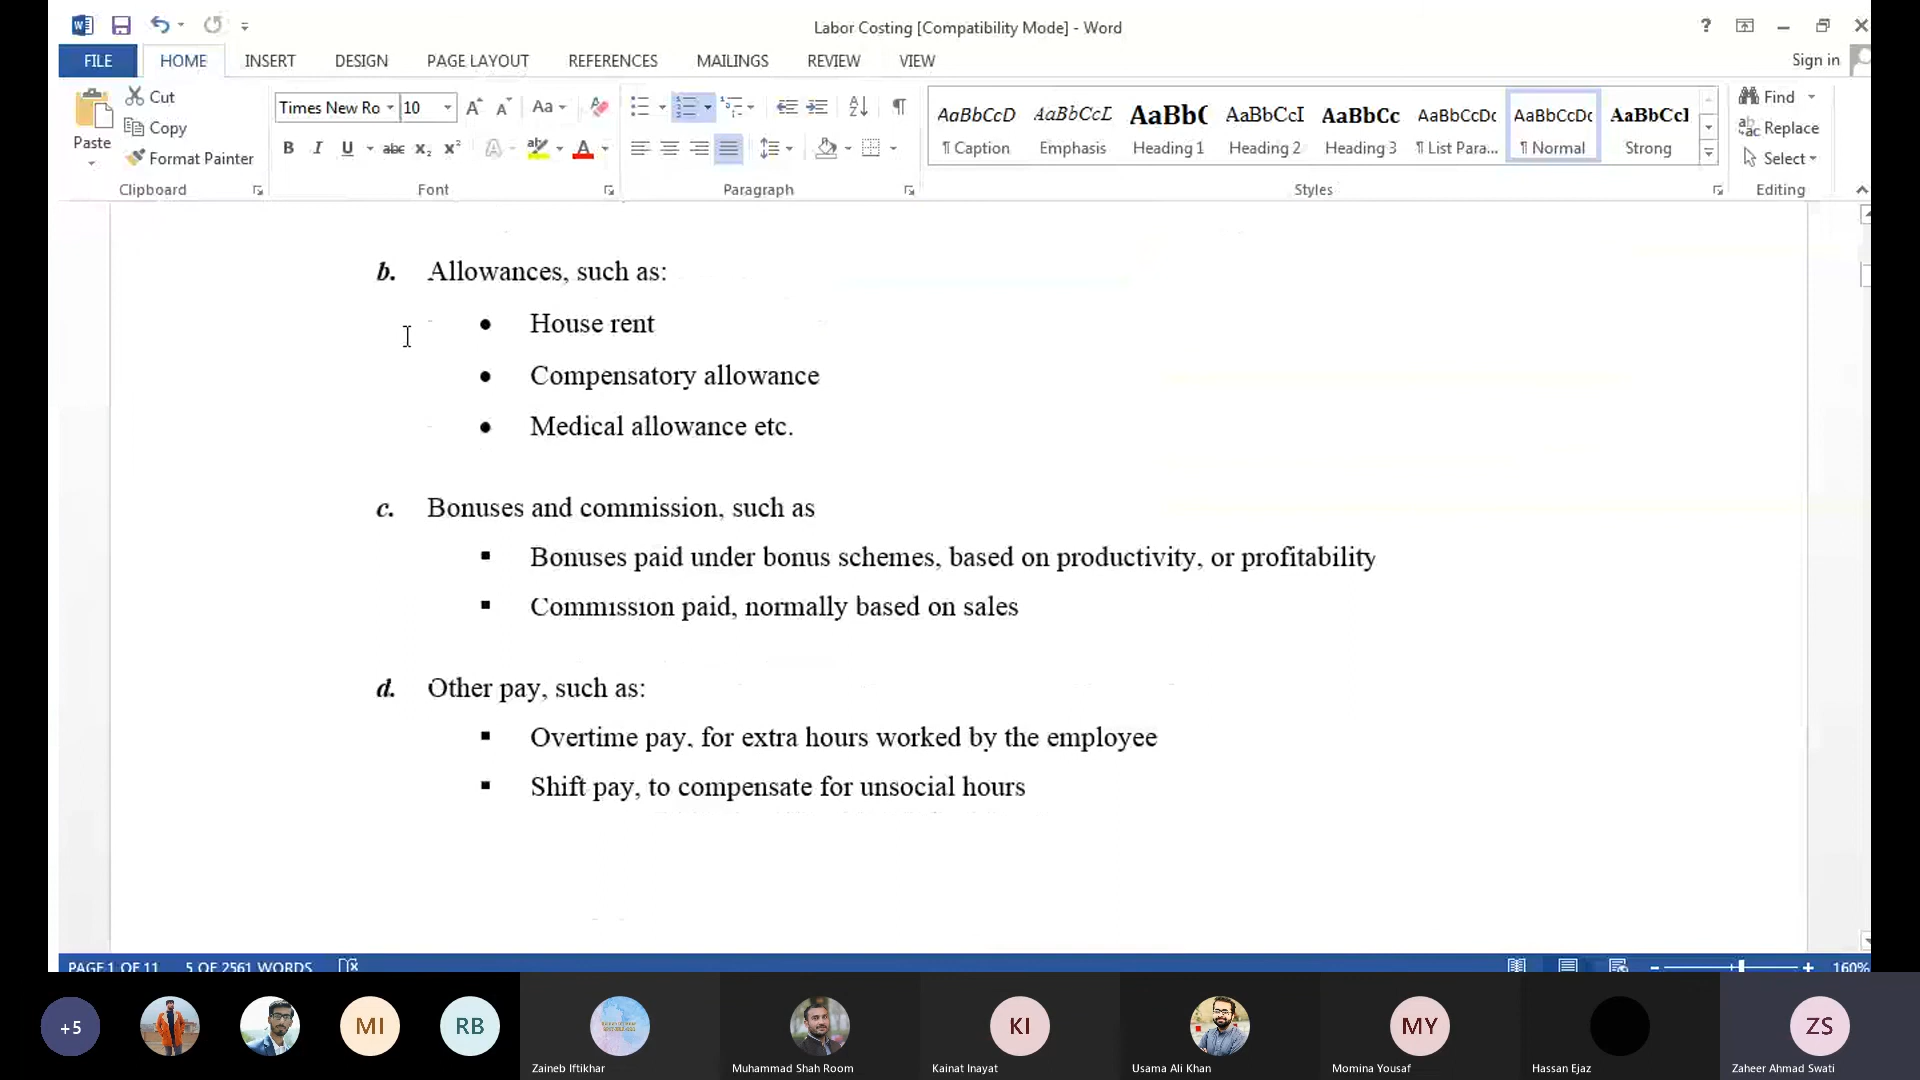 Labor Costing [Compatibility Mode] - Word
?
FILE HOME INSERT DESIGN PAGE LAYOUT REFERENCES MAILINGS REVIEW VIEW Sign in
Paste
Cut
Copy
Format Painter
Clipboard
Times New Ro 10
Aa
B I U abc x₂ x²
A
Font
Paragraph
AaBbCcD AaBbCcL AaBb( AaBbCcI AaBbCc AaBbCcDc AaBbCcDc AaBbCcI
¶ Caption Emphasis Heading 1 Heading 2 Heading 3 ¶ List Para... ¶ Normal Strong
Styles
Find
Replace
Select
Editing
b. Allowances, such as:
● House rent
● Compensatory allowance
● Medical allowance etc.
c. Bonuses and commission, such as
▪ Bonuses paid under bonus schemes, based on productivity, or profitability
▪ Commission paid, normally based on sales
d. Other pay, such as:
▪ Overtime pay, for extra hours worked by the employee
▪ Shift pay, to compensate for unsocial hours
PAGE 1 OF 11 5 OF 2561 WORDS 160%
+5 MI RB KI MY ZS
Zaineb Iftikhar Muhammad Shah Room Kainat Inayat Usama Ali Khan Momina Yousaf Hassan Ejaz Zaheer Ahmad Swati